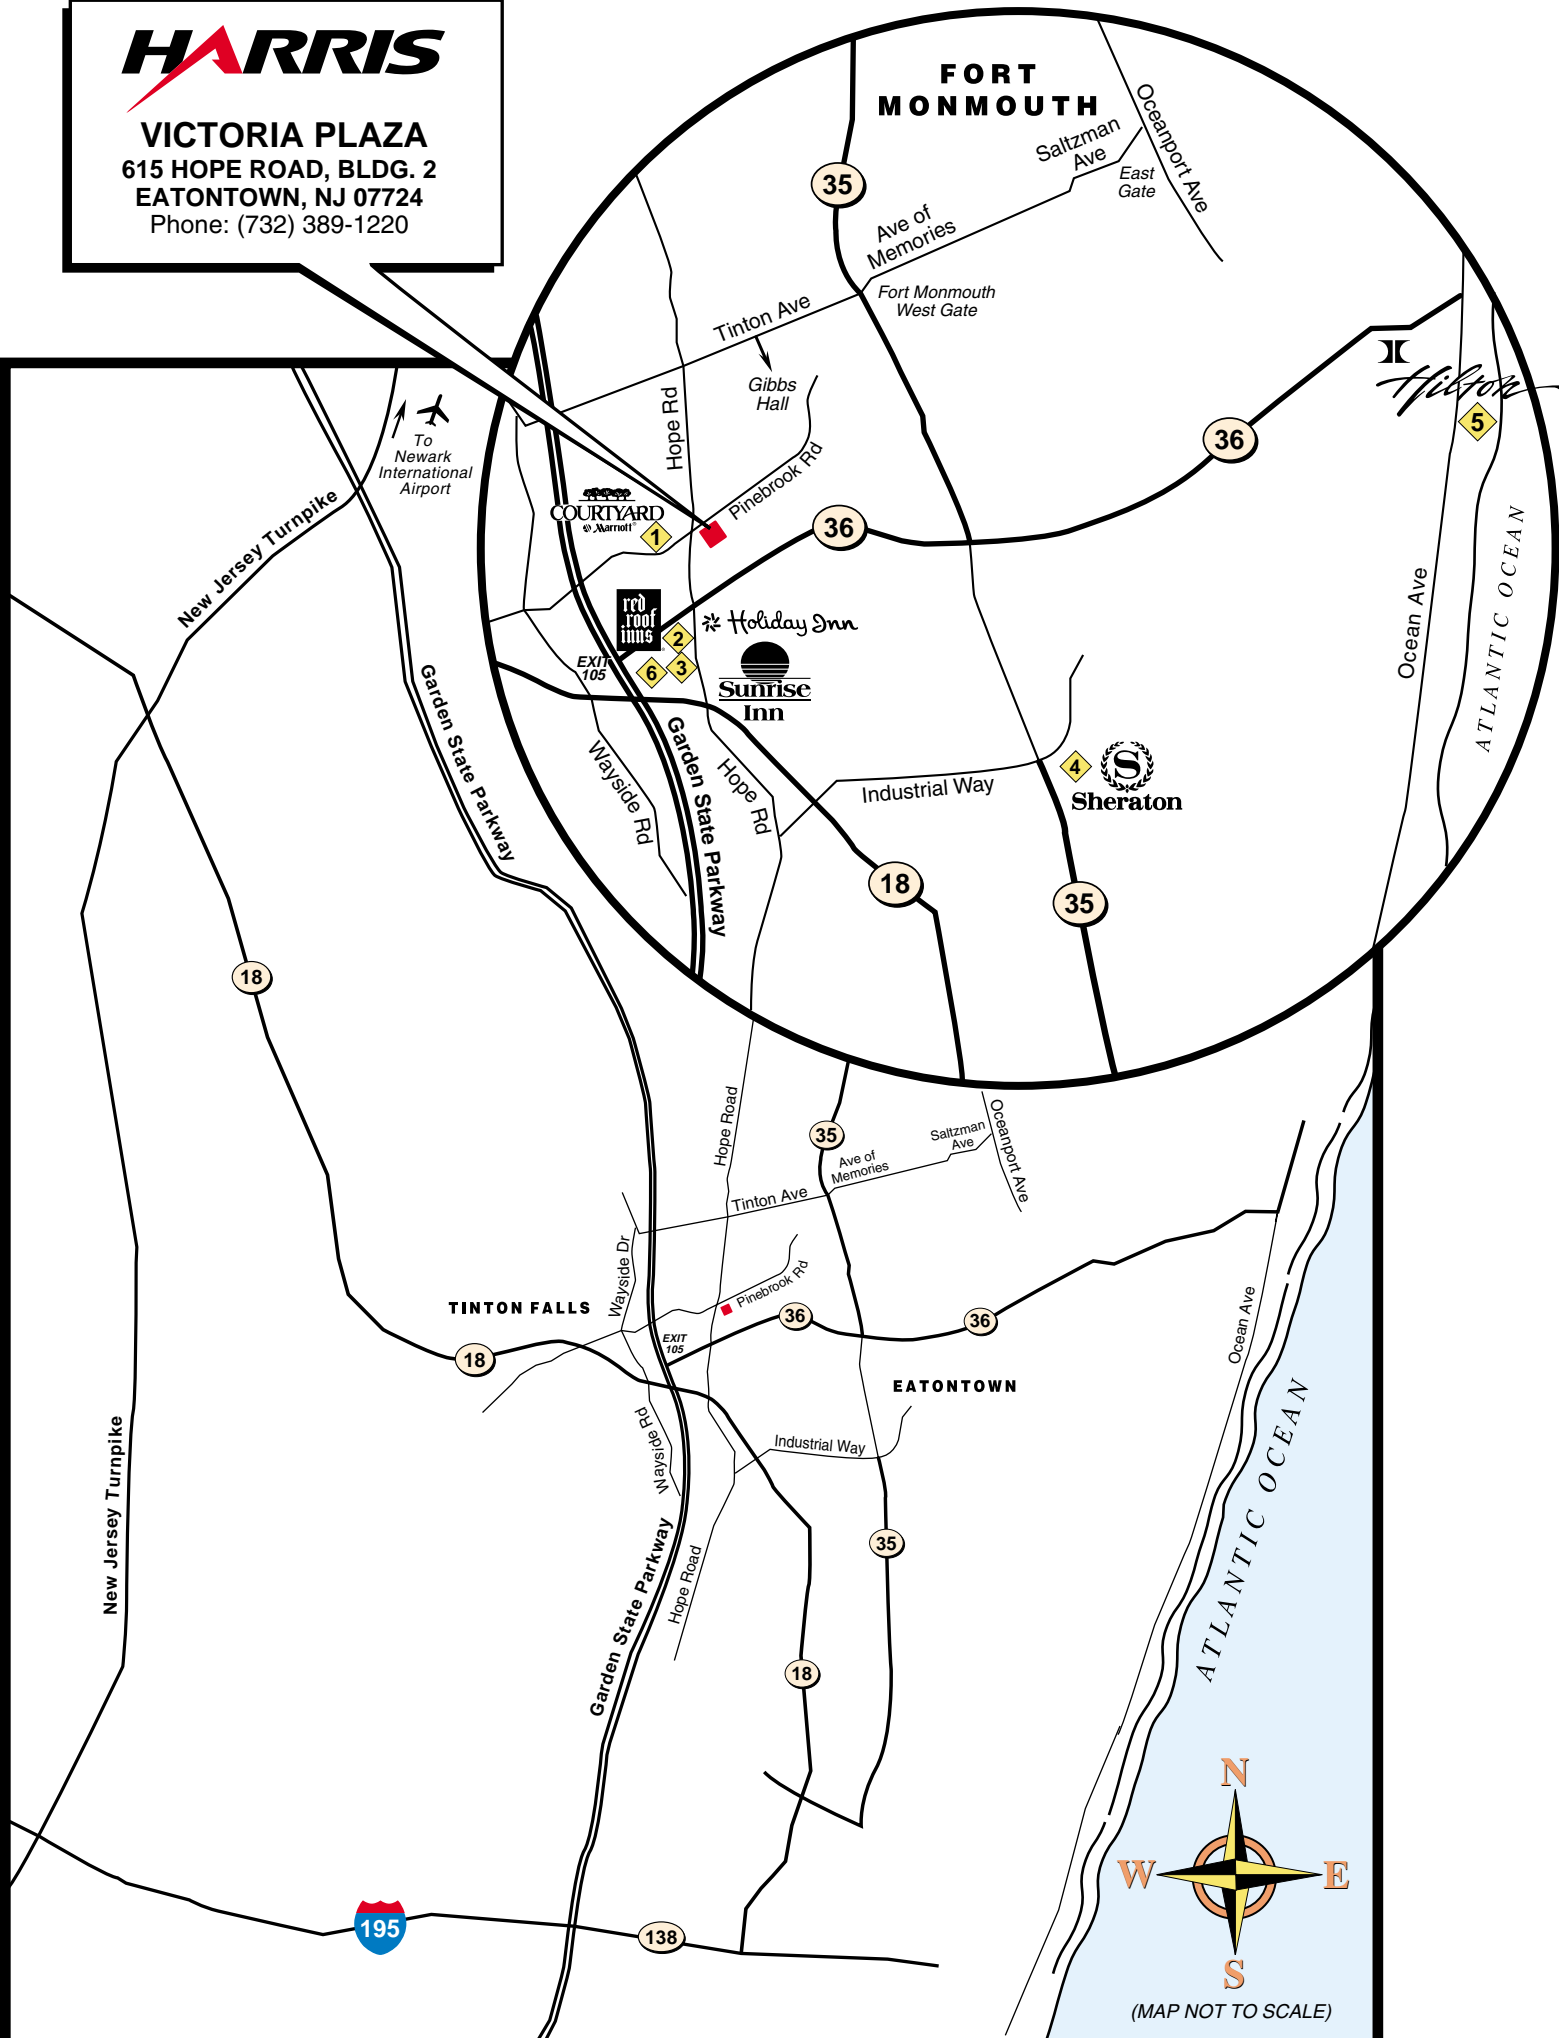 HARRIS
VICTORIA PLAZA
615 HOPE ROAD, BLDG. 2
EATONTOWN, NJ 07724
Phone: (732) 389-1220
FORT
MONMOUTH
Oceanport Ave
Saltzman
Ave
East
Gate
35
Ave of
Memories
Fort Monmouth
West Gate
Tinton Ave
Gibbs
Hall
Hope Rd
Pinebrook Rd
Hilton
5
36
36
COURTYARD
Marriott
1
To
Newark
International
Airport
New Jersey Turnpike
red
roof
inns
2
Holiday Inn
EXIT
105
6
3
Sunrise
Inn
Ocean Ave
ATLANTIC OCEAN
Garden State Parkway
Wayside Rd
Garden State Parkway
Hope Rd
Industrial Way
4
S
Sheraton
18
35
18
Hope Road
35
Ave of
Memories
Saltzman
Ave
Oceanport Ave
Tinton Ave
Wayside Dr
TINTON FALLS
Pinebrook Rd
36
36
EXIT
105
18
Ocean Ave
EATONTOWN
Wayside Rd
Industrial Way
New Jersey Turnpike
ATLANTIC OCEAN
35
Garden State Parkway
Hope Road
18
195
138
N
W
E
S
(MAP NOT TO SCALE)